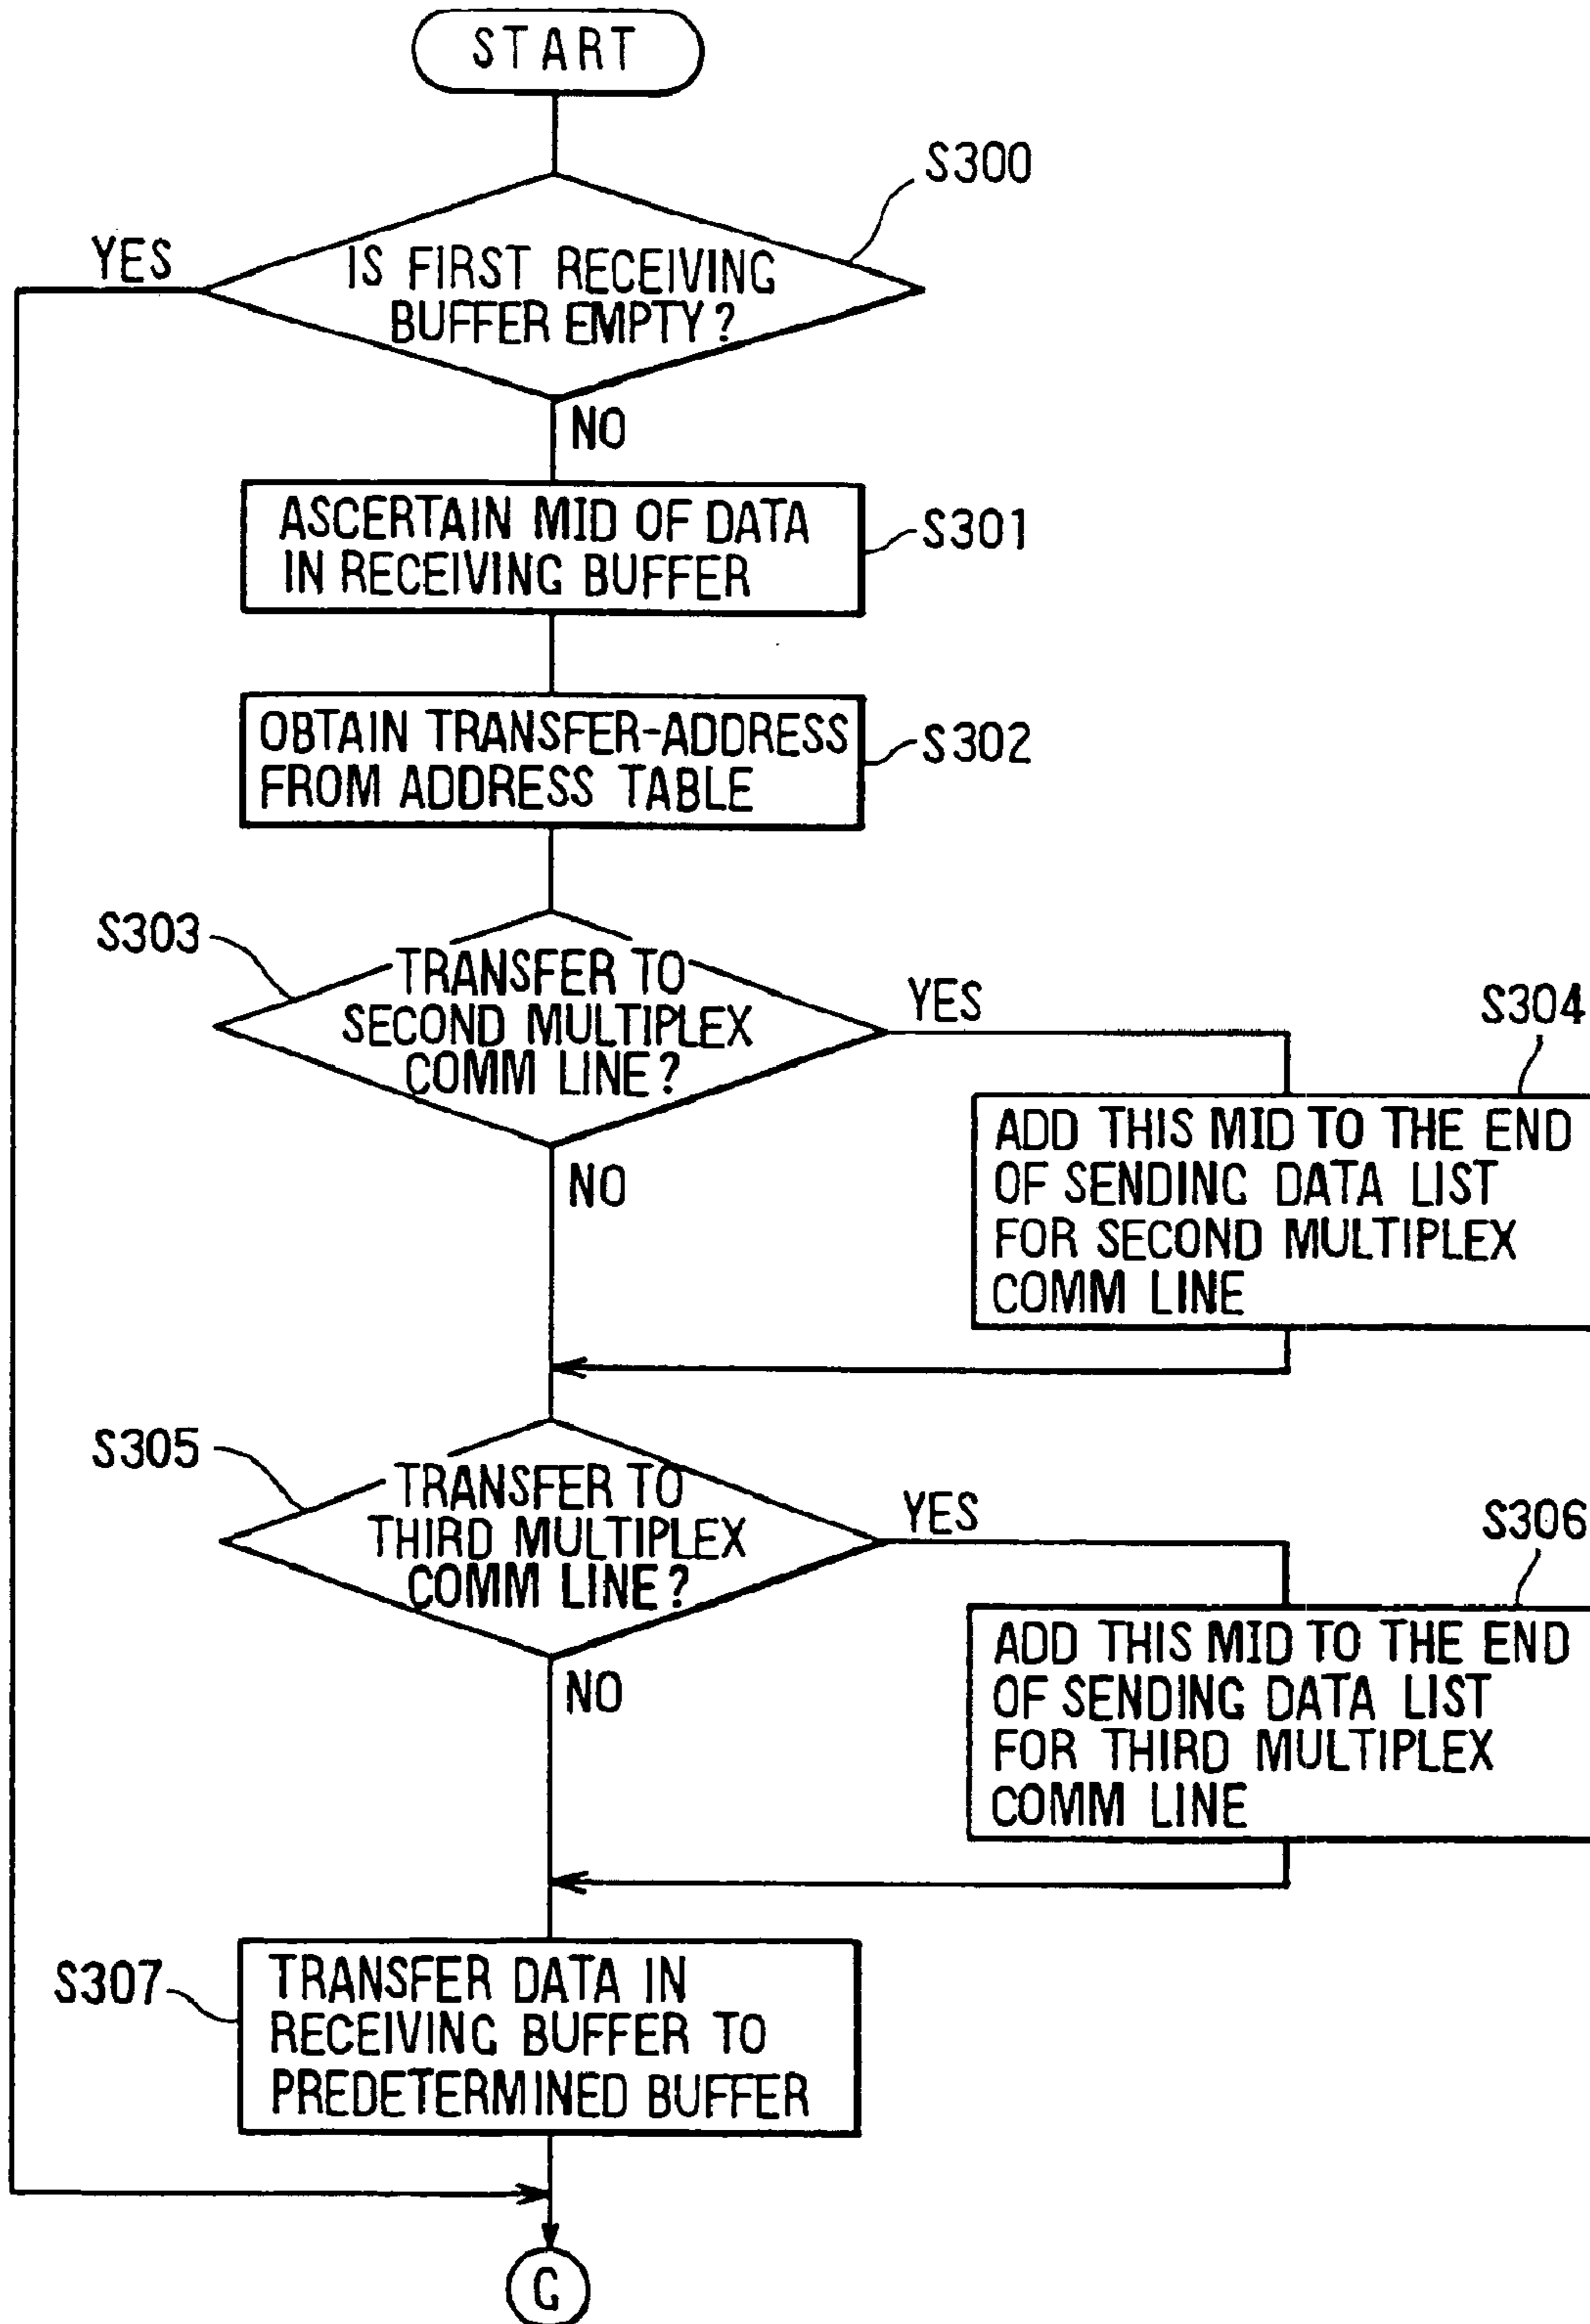 START
S300
YES
IS FIRST RECEIVING
BUFFER EMPTY?
NO
ASCERTAIN MID OF DATA
IN RECEIVING BUFFER
S301
OBTAIN TRANSFER-ADDRESS
FROM ADDRESS TABLE
S302
S303
TRANSFER TO
SECOND MULTIPLEX
COMM LINE?
YES
NO
S304
ADD THIS MID TO THE END
OF SENDING DATA LIST
FOR SECOND MULTIPLEX
COMM LINE
S305
TRANSFER TO
THIRD MULTIPLEX
COMM LINE?
YES
NO
S306
ADD THIS MID TO THE END
OF SENDING DATA LIST
FOR THIRD MULTIPLEX
COMM LINE
S307
TRANSFER DATA IN
RECEIVING BUFFER TO
PREDETERMINED BUFFER
G